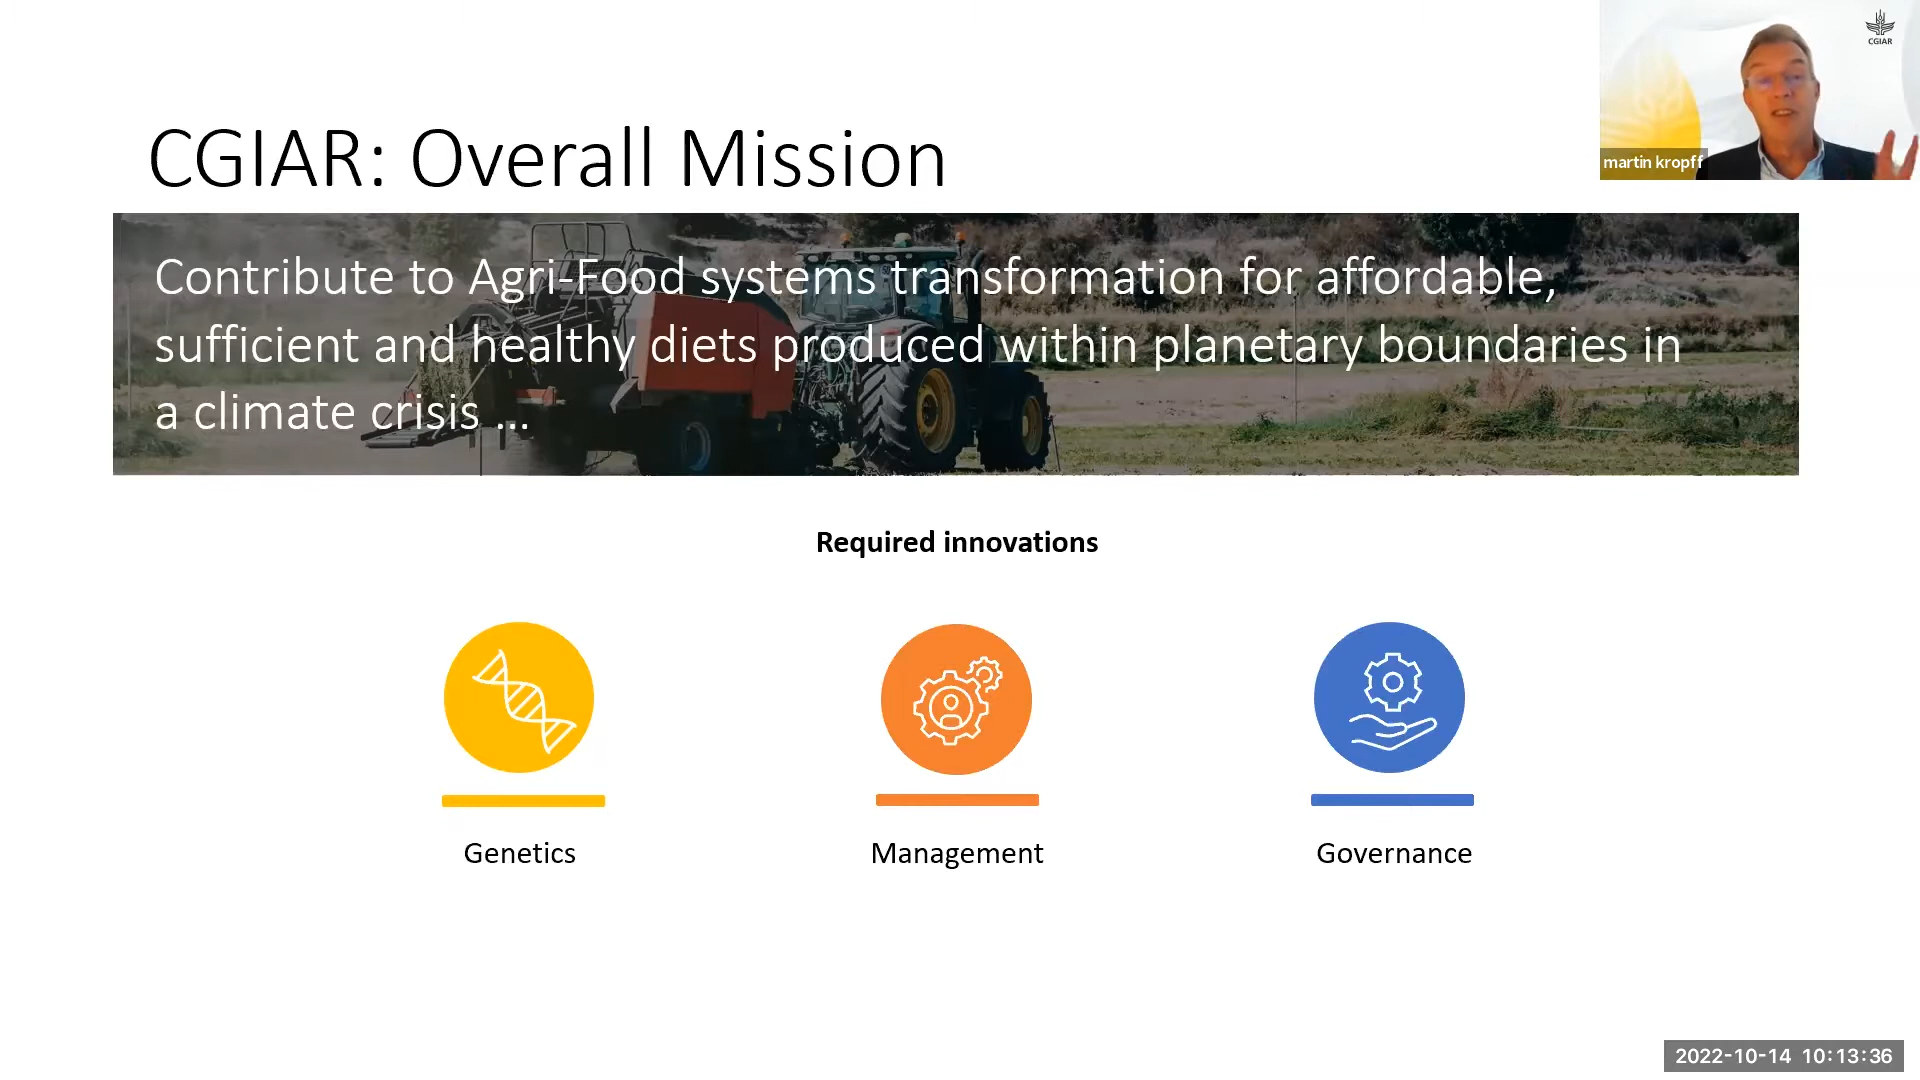 CGIAR
martin kropff
CGIAR: Overall Mission
Contribute to Agri-Food systems transformation for affordable,
sufficient and healthy diets produced within planetary boundaries in
a climate crisis ...
Required innovations
Genetics
Management
Governance
2022-10-14 10:13:36